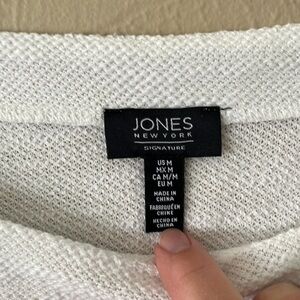 JONES
NEW YORK
SIGNATURE
US M
MX M
CA M/M
EU M
MADE IN
CHINA
FABRIQUÉ EN
CHINE
HECHO EN
CHINA